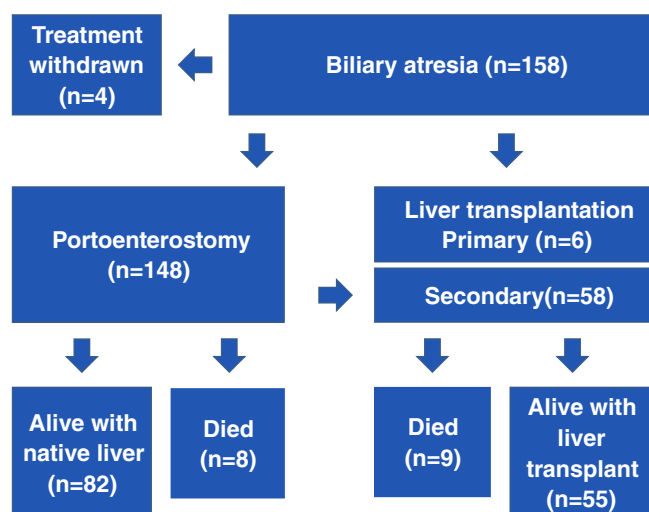 Treatment
withdrawn
(n=4)
Biliary atresia (n=158)
Portoenterostomy
(n=148)
Liver transplantation
Primary (n=6)
Secondary(n=58)
Alive with
native liver
(n=82)
Died
(n=8)
Died
(n=9)
Alive with
liver
transplant
(n=55)